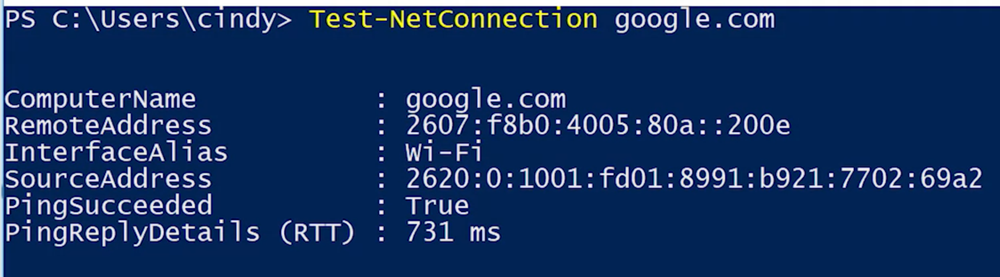 PS C:\Users\cindy> Test-NetConnection google.com
ComputerName : google.com
RemoteAddress : 2607:f8b0:4005:80a::200e
InterfaceAlias : Wi-Fi
SourceAddress : 2620:0:1001:fd01:8991:b921:7702:69a2
PingSucceeded : True
PingReplyDetails (RTT) : 731 ms